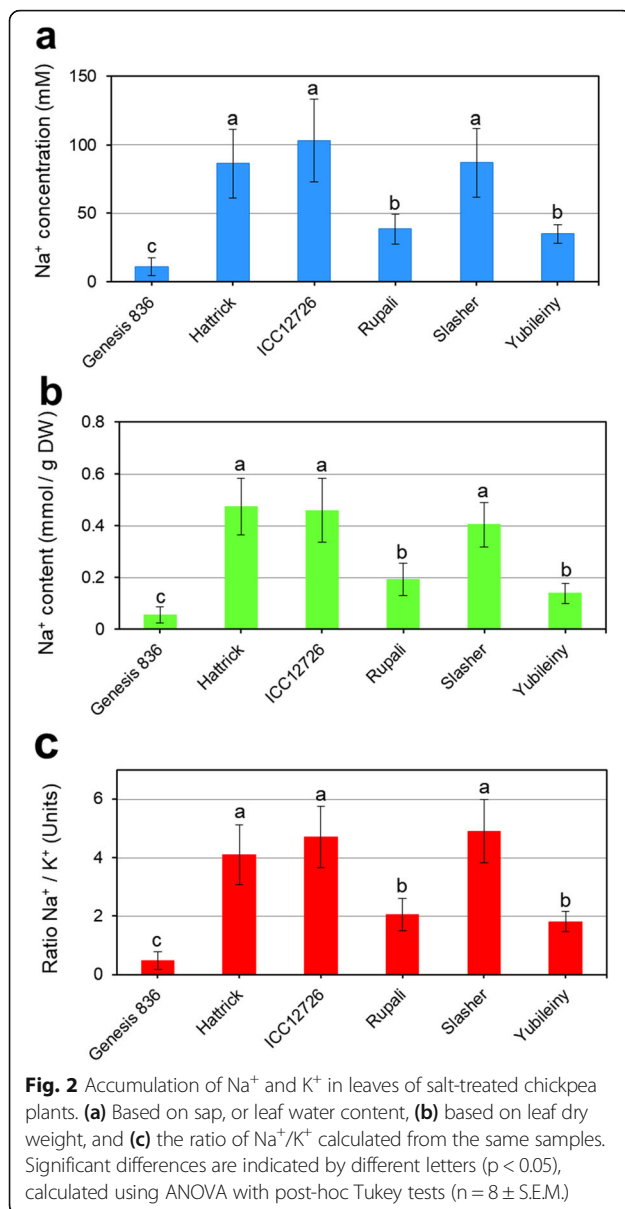 a
Na⁺ concentration (mM)
150
100
50
0
c
a
a
b
a
b
Genesis 836
Hattrick
ICC12726
Rupali
Slasher
Yubileiny
b
Na⁺ content (mmol/ g DW)
0.8
0.6
0.4
0.2
0
c
a
a
b
a
b
Genesis 836
Hattrick
ICC12726
Rupali
Slasher
Yubileiny
c
Ratio Na⁺ / K⁺ (Units)
6
4
2
0
c
a
a
b
a
b
Genesis 836
Hattrick
ICC12726
Rupali
Slasher
Yubileiny
Fig. 2 Accumulation of Na⁺ and K⁺ in leaves of salt-treated chickpea
plants. (a) Based on sap, or leaf water content, (b) based on leaf dry
weight, and (c) the ratio of Na⁺/K⁺ calculated from the same samples.
Significant differences are indicated by different letters (p < 0.05),
calculated using ANOVA with post-hoc Tukey tests (n = 8 ± S.E.M.)